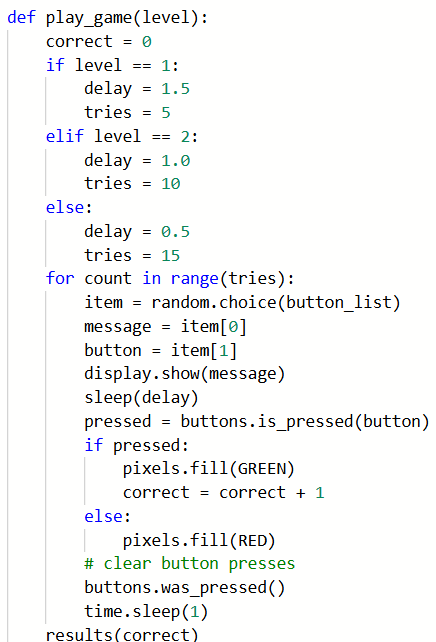 def play_game(level):
    correct = 0
    if level == 1:
        delay = 1.5
        tries = 5
    elif level == 2:
        delay = 1.0
        tries = 10
    else:
        delay = 0.5
        tries = 15
    for count in range(tries):
        item = random.choice(button_list)
        message = item[0]
        button = item[1]
        display.show(message)
        sleep(delay)
        pressed = buttons.is_pressed(button)
        if pressed:
            pixels.fill(GREEN)
            correct = correct + 1
        else:
            pixels.fill(RED)
        # clear button presses
        buttons.was_pressed()
        time.sleep(1)
    results(correct)